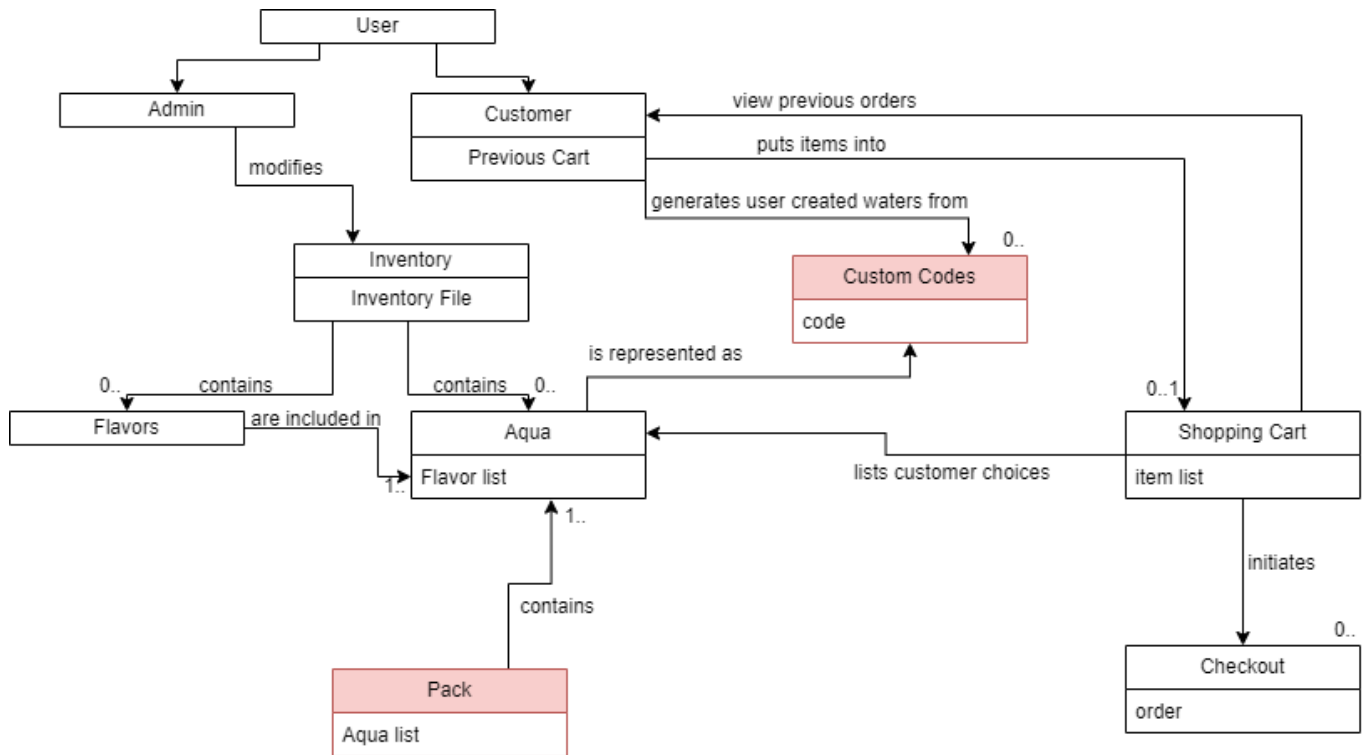 User
Admin
Customer
Previous Cart
view previous orders
puts items into
modifies
generates user created waters from
0..
Inventory
Inventory File
Custom Codes
code
is represented as
0..
contains
contains
0..
0..1
Flavors
are included in
Aqua
Flavor list
1..
Shopping Cart
item list
lists customer choices
1..
initiates
contains
0..
Pack
Aqua list
Checkout
order